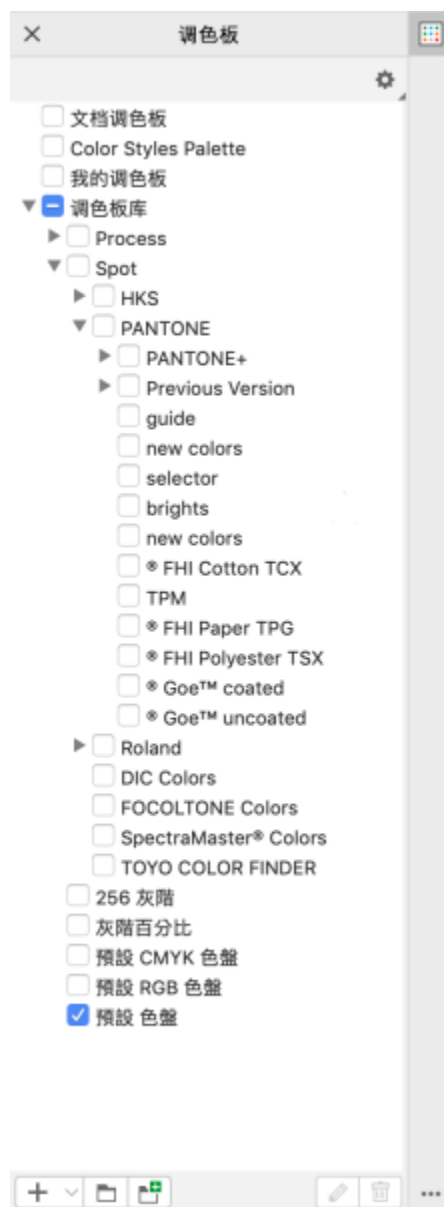 调色板
文档调色板
Color Styles Palette
我的调色板
调色板库
Process
Spot
HKS
PANTONE
PANTONE+
Previous Version
guide
new colors
selector
brights
new colors
® FHI Cotton TCX
TPM
® FHI Paper TPG
® FHI Polyester TSX
® Goe™ coated
® Goe™ uncoated
Roland
DIC Colors
FOCOLTONE Colors
SpectraMaster® Colors
TOYO COLOR FINDER
256 灰階
灰階百分比
預設 CMYK 色盤
預設 RGB 色盤
預設 色盤